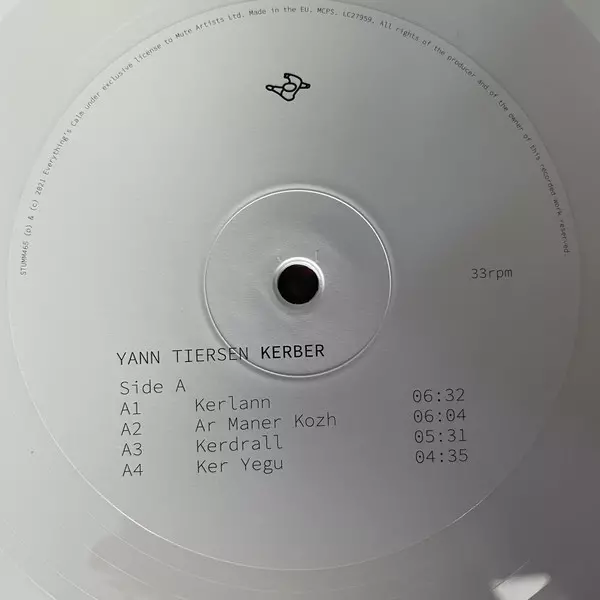 STUMM465 (p) & (c) 2021 Everything's Calm under exclusive license to Mute Artists Ltd. Made in the EU. MCPS. LC27959. All rights of the producer and of the owner of this recorded work reserved
33rpm
YANN TIERSEN KERBER
Side A
A1 Kerlann 06:32
A2 Ar Maner Kozh 06:04
A3 Kerdrall 05:31
A4 Ker Yegu 04:35